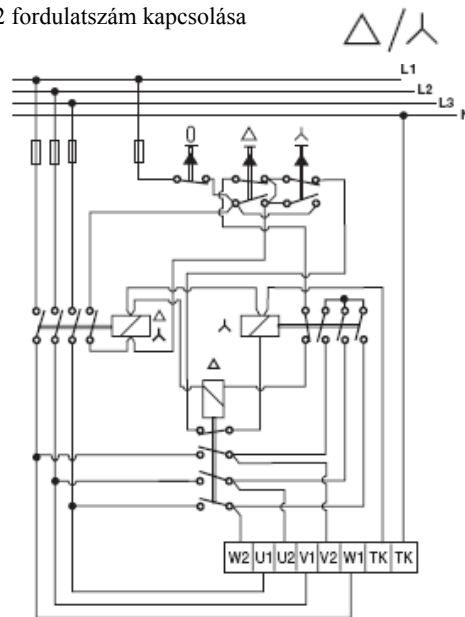 2 fordulatszám kapcsolása
Δ/⅄
L1
L2
L3
0 Δ ⅄
Δ
⅄
⅄
Δ
W2 U1 U2 V1 V2 W1 TK TK